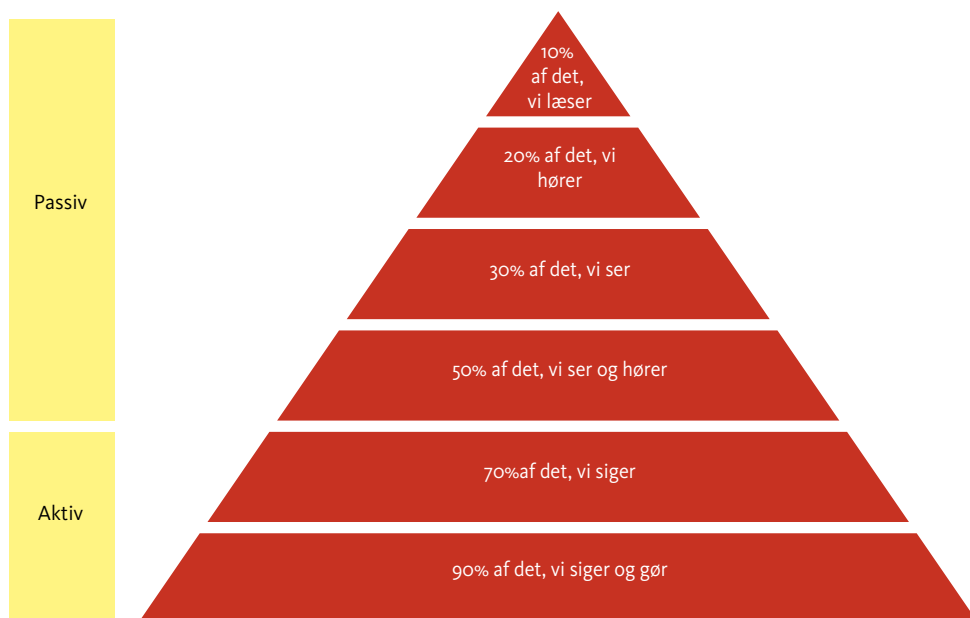 10%
af det,
vi læser
20% af det, vi
hører
Passiv
30% af det, vi ser
50% af det, vi ser og hører
70%af det, vi siger
Aktiv
90% af det, vi siger og gør